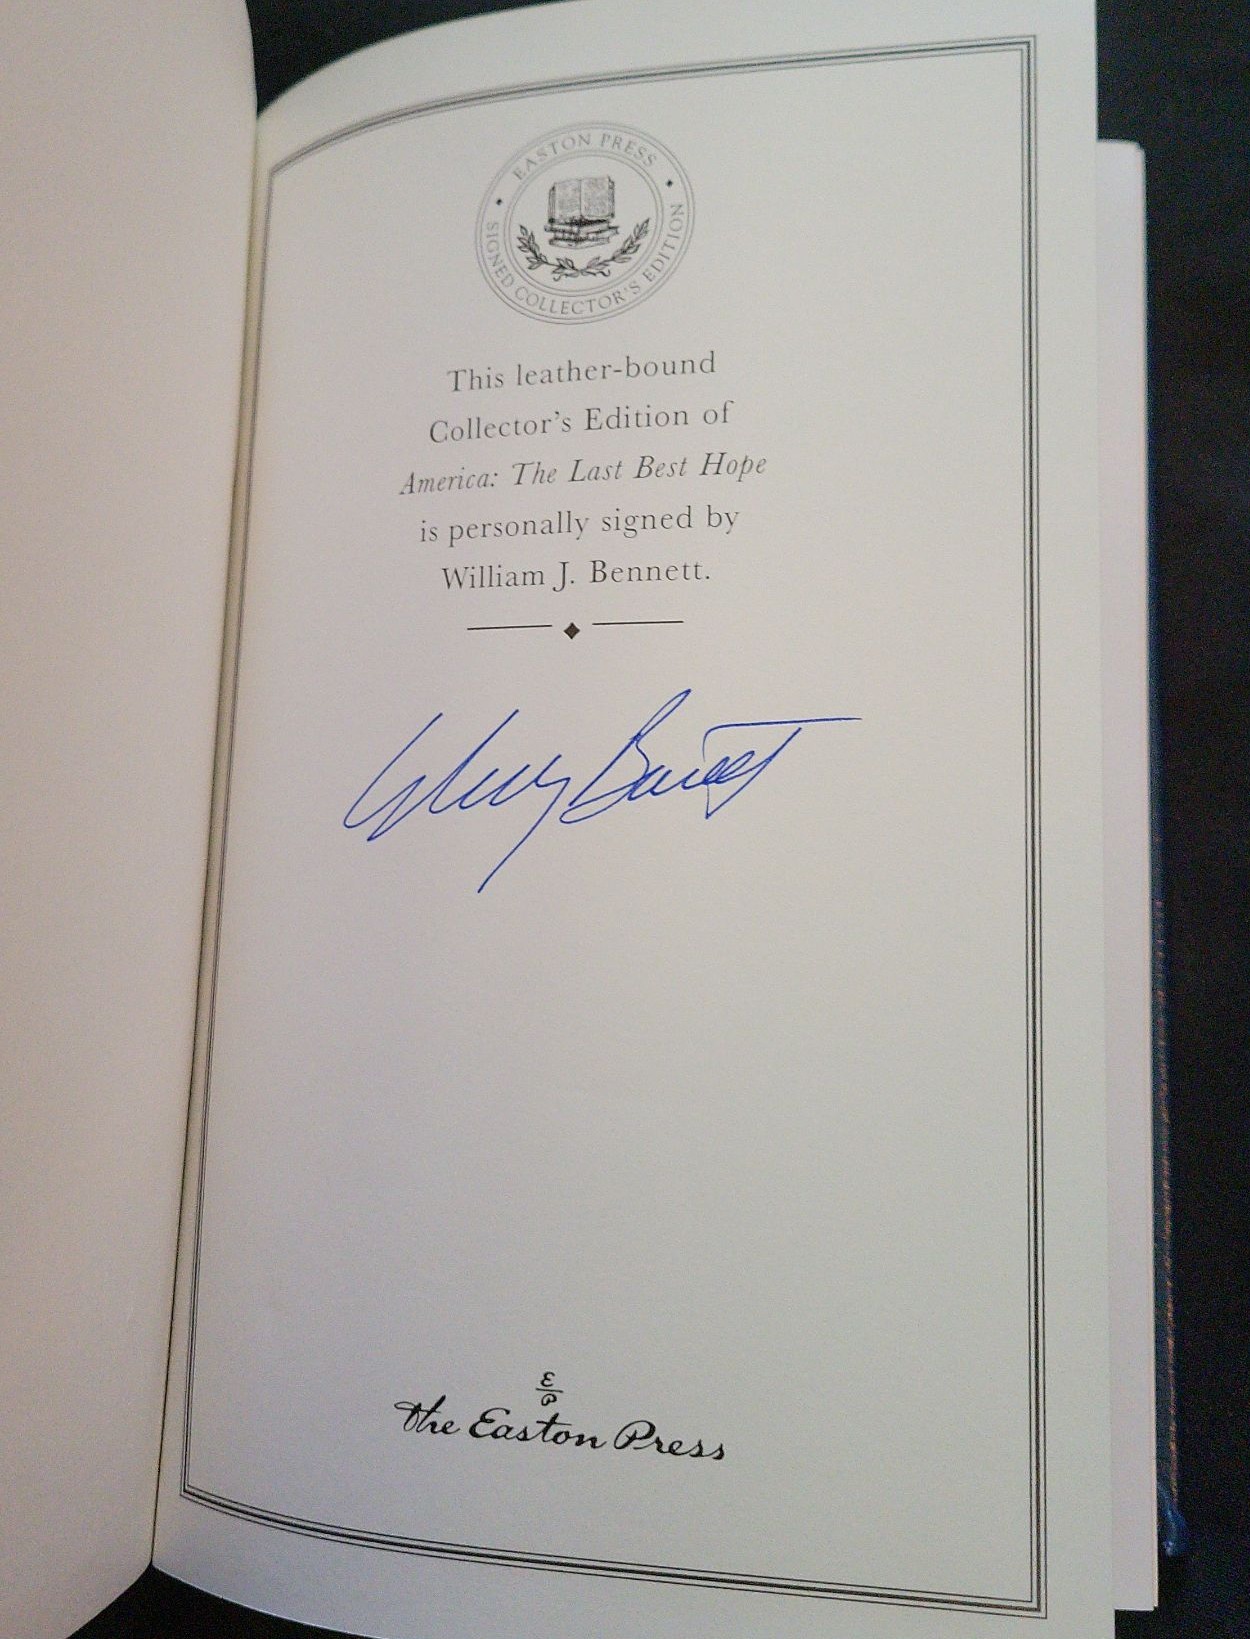 EASTON PRESS
SIGNED COLLECTOR'S EDITION
This leather-bound
Collector's Edition of
America: The Last Best Hope
is personally signed by
William J. Bennett.
The Easton Press